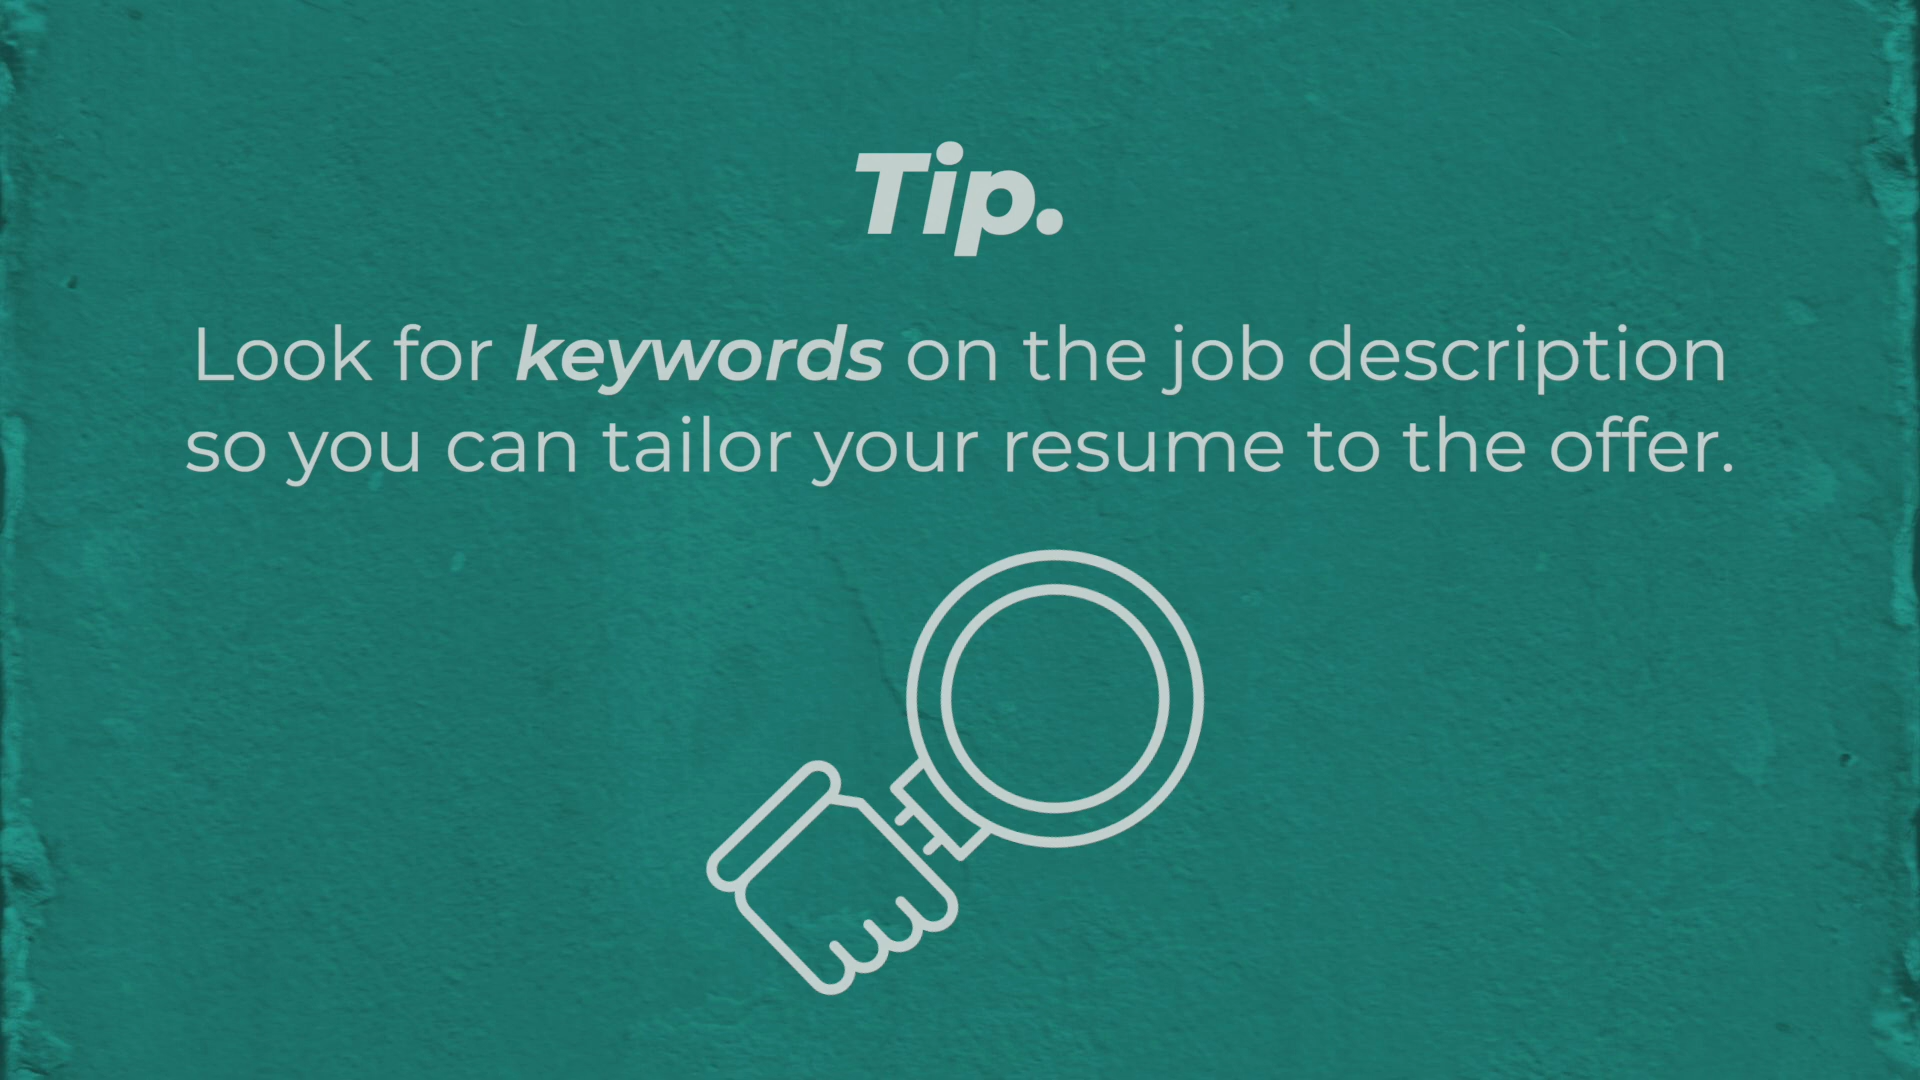 Tip.
Look for keywords on the job description
so you can tailor your resume to the offer.